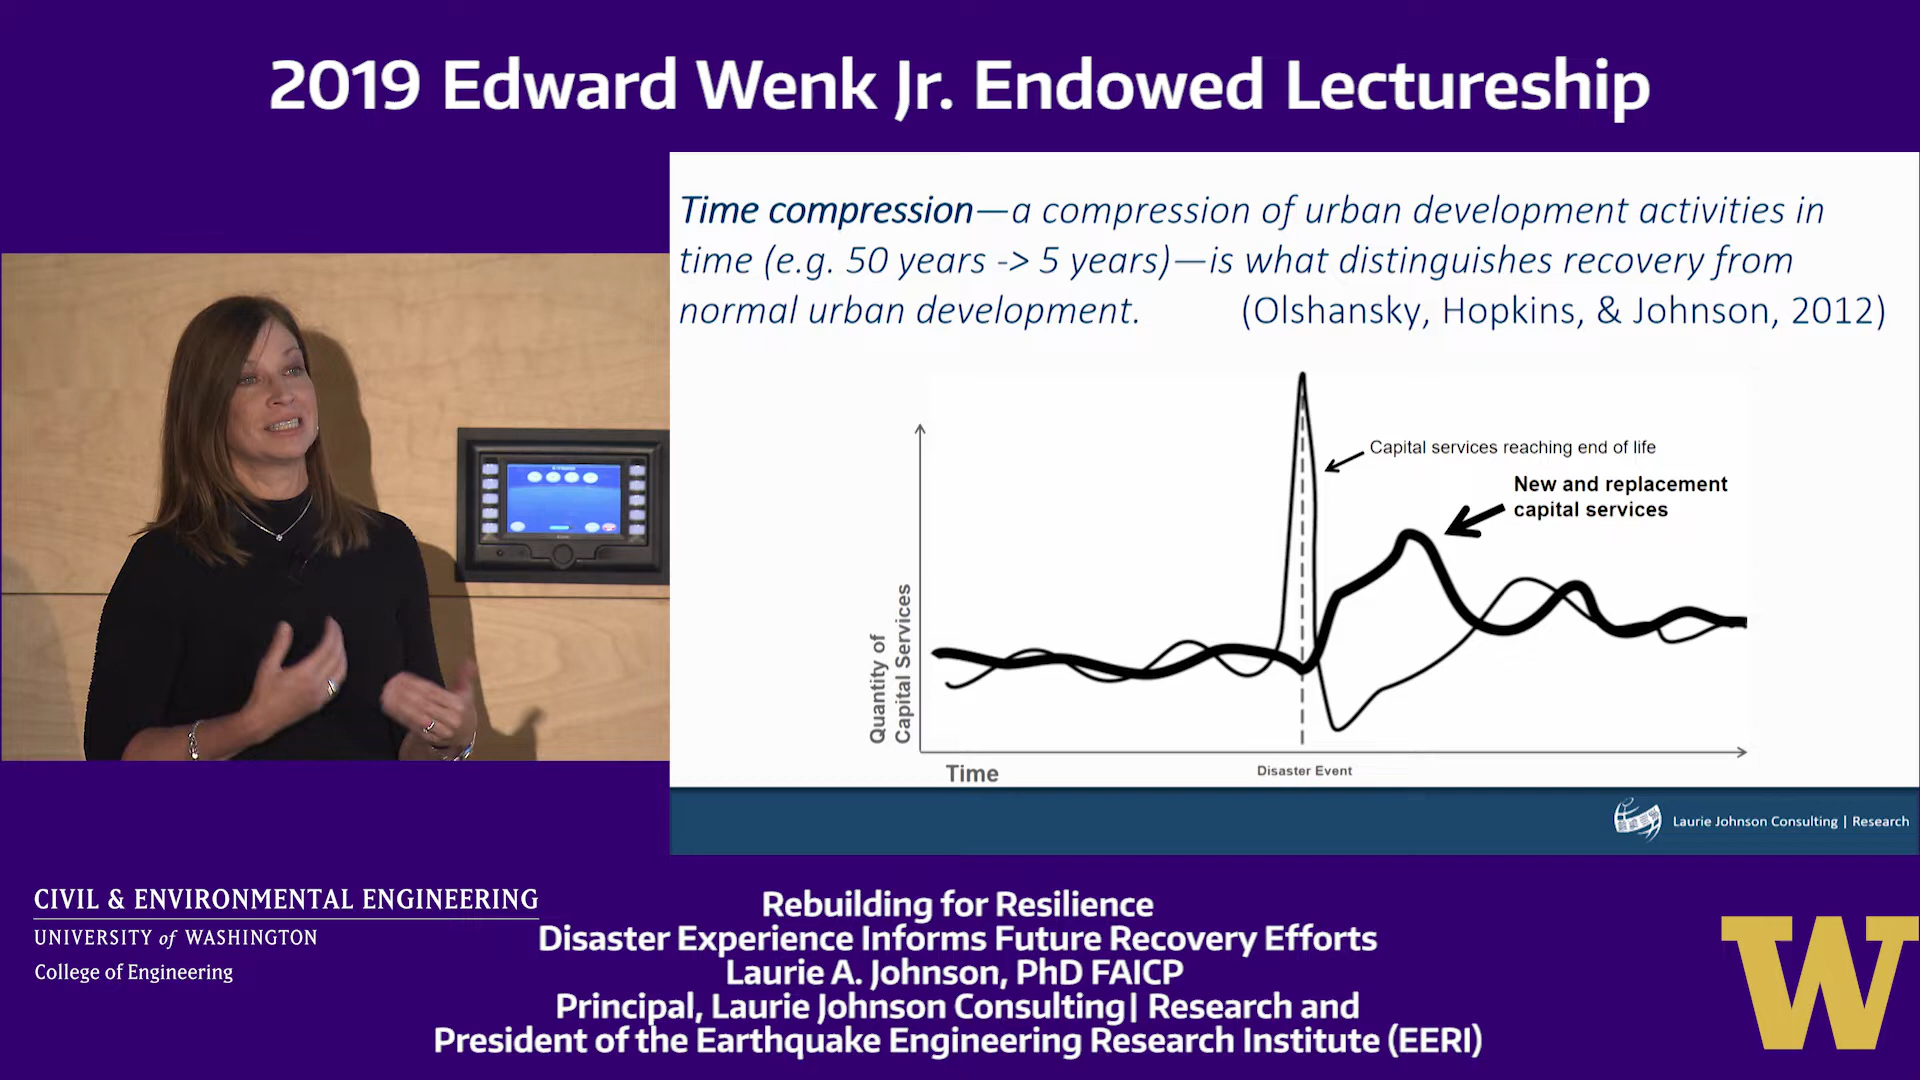 2019 Edward Wenk Jr. Endowed Lectureship
Time compression—a compression of urban development activities in
time (e.g. 50 years -> 5 years)—is what distinguishes recovery from
normal urban development. (Olshansky, Hopkins, & Johnson, 2012)
Capital services reaching end of life
New and replacement
capital services
Quantity of
Capital Services
Time
Disaster Event
Laurie Johnson Consulting | Research
CIVIL & ENVIRONMENTAL ENGINEERING
UNIVERSITY of WASHINGTON
College of Engineering
Rebuilding for Resilience
Disaster Experience Informs Future Recovery Efforts
Laurie A. Johnson, PhD FAICP
Principal, Laurie Johnson Consulting| Research and
President of the Earthquake Engineering Research Institute (EERI)
W